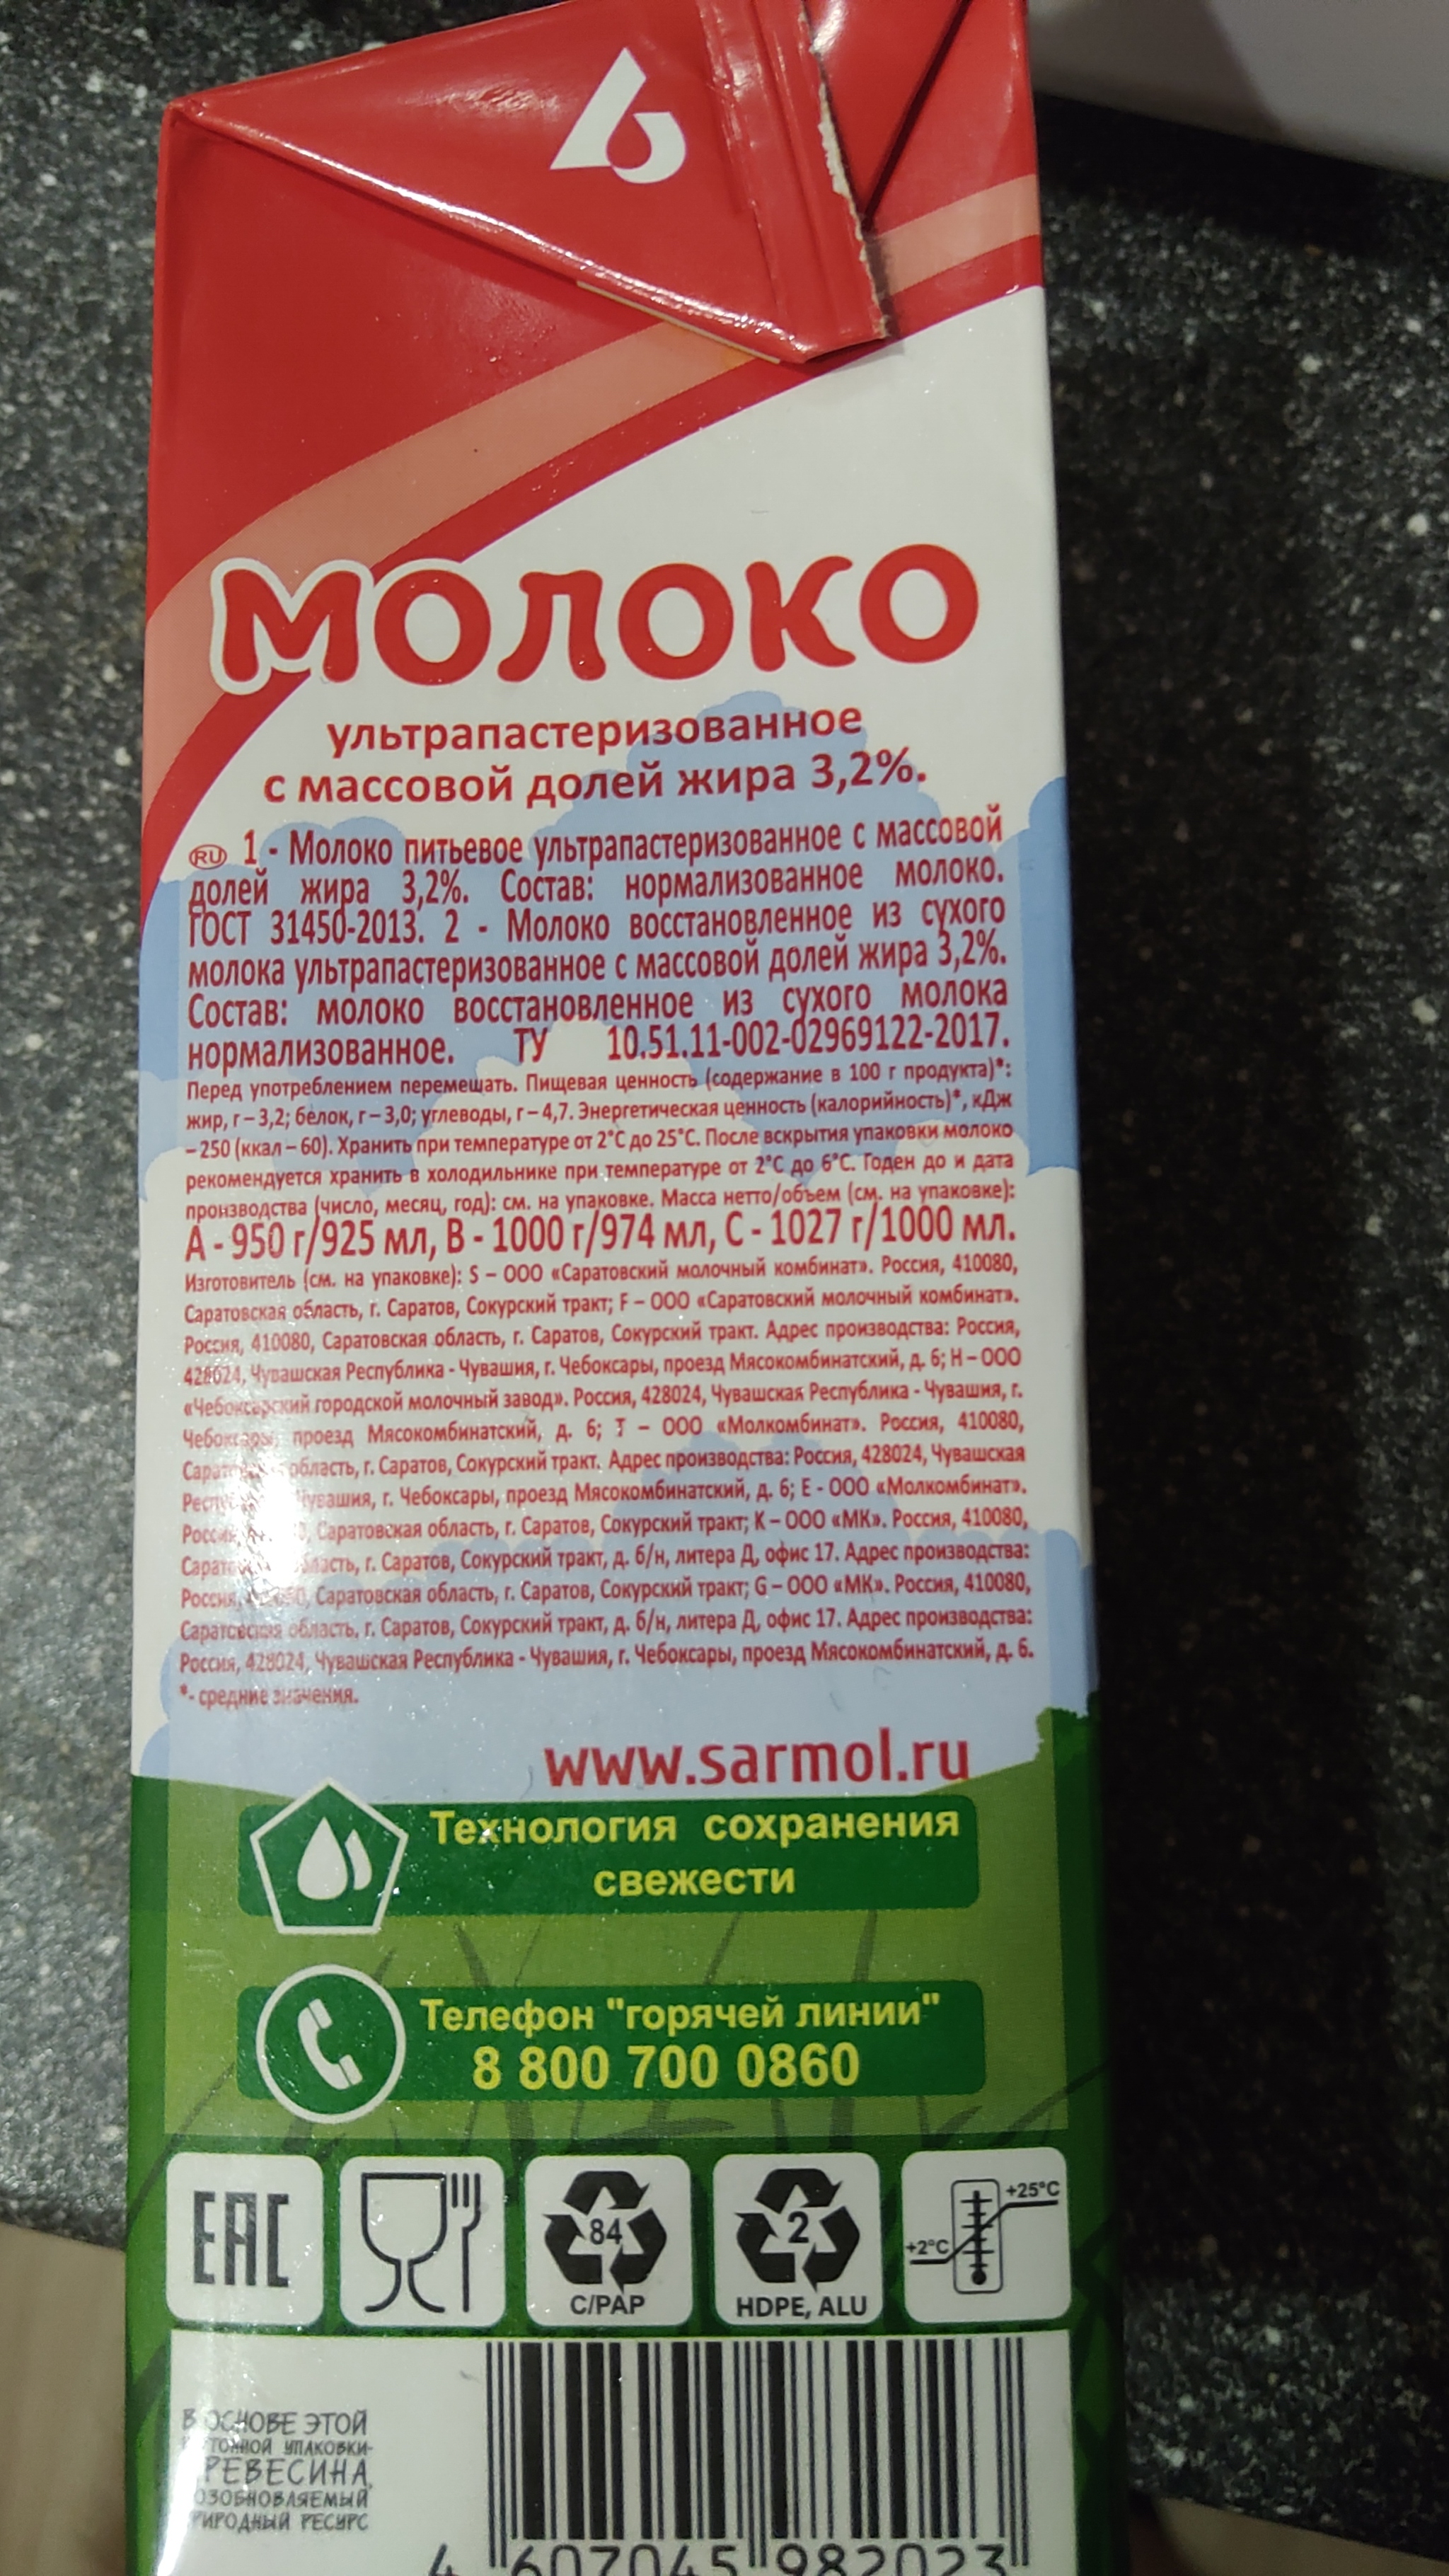 МОЛОКО
ультрапастеризованное
с массовой долей жира 3,2%.
RU 1 - Молоко питьевое ультрапастеризованное с массовой
долей жира 3,2%. Состав: нормализованное молоко.
ГОСТ 31450-2013. 2 - Молоко восстановленное из сухого
молока ультрапастеризованное с массовой долей жира 3,2%.
Состав: молоко восстановленное из сухого молока
нормализованное. ТУ 10.51.11-002-02969122-2017.
Перед употреблением перемешать. Пищевая ценность (содержание в 100 г продукта)*:
жир, г – 3,2; белок, г – 3,0; углеводы, г – 4,7. Энергетическая ценность (калорийность)*, кДж
– 250 (ккал – 60). Хранить при температуре от 2°C до 25°C. После вскрытия упаковки молоко
рекомендуется хранить в холодильнике при температуре от 2°C до 6°C. Годен до и дата
производства (число, месяц, год): см. на упаковке. Масса нетто/объем (см. на упаковке):
А - 950 г/925 мл, В - 1000 г/974 мл, С - 1027 г/1000 мл.
Изготовитель (см. на упаковке): S – ООО «Саратовский молочный комбинат». Россия, 410080,
Саратовская область, г. Саратов, Сокурский тракт; F – ООО «Саратовский молочный комбинат».
Россия, 410080, Саратовская область, г. Саратов, Сокурский тракт. Адрес производства: Россия,
428024, Чувашская Республика - Чувашия, г. Чебоксары, проезд Мясокомбинатский, д. 6; H – ООО
«Чебоксарский городской молочный завод». Россия, 428024, Чувашская Республика - Чувашия, г.
Чебоксары, проезд Мясокомбинатский, д. 6; – ООО «Молкомбинат». Россия, 410080,
область, г. Саратов, Сокурский тракт. Адрес производства: Россия, 428024, Чувашская
Чувашия, г. Чебоксары, проезд Мясокомбинатский, д. 6; E - ООО «Молкомбинат».
Саратовская область, г. Саратов, Сокурский тракт; K – ООО «МК». Россия, 410080,
область, г. Саратов, Сокурский тракт, д. б/н, литера Д, офис 17. Адрес производства:
Россия, Саратовская область, г. Саратов, Сокурский тракт; G – ООО «МК». Россия, 410080,
Саратовская область, г. Саратов, Сокурский тракт, д. б/н, литера Д, офис 17. Адрес производства:
Россия, 428024, Чувашская Республика - Чувашия, г. Чебоксары, проезд Мясокомбинатский, д. 6.
*- средние значения.
www.sarmol.ru
Технология сохранения
свежести
Телефон "горячей линии"
8 800 700 0860
EAC
84
C/PAP
2
HDPE, ALU
+25°C
+2°C
В ОСНОВЕ ЭТОЙ
УПАКОВКИ-
РЕСУРС
4 607045 982023